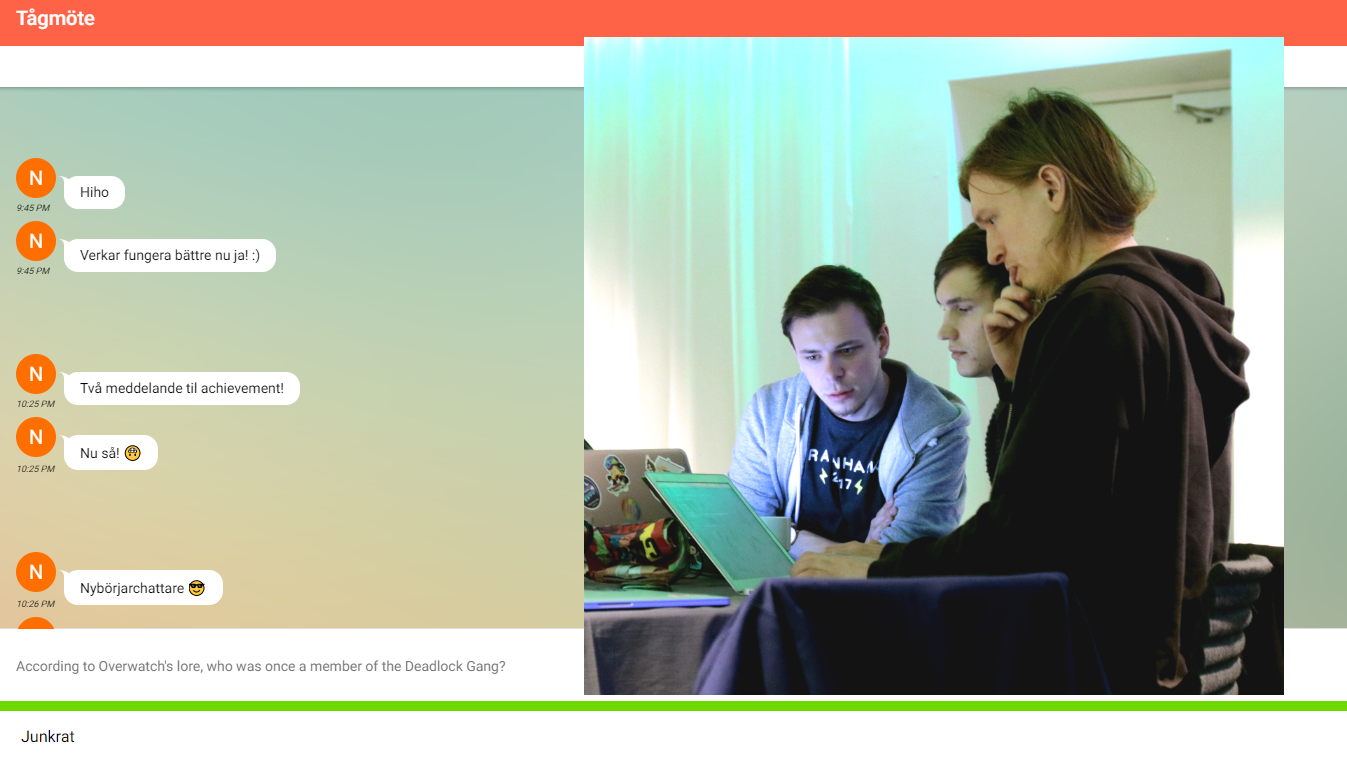 Tågmöte
N
Hiho
9:45 PM
N
Verkar fungera bättre nu ja! :)
9:45 PM
N
Två meddelande til achievement!
10:25 PM
N
Nu så!
10:25 PM
N
Nybörjarchattare 😎
10:26 PM
According to Overwatch's lore, who was once a member of the Deadlock Gang?
Junkrat